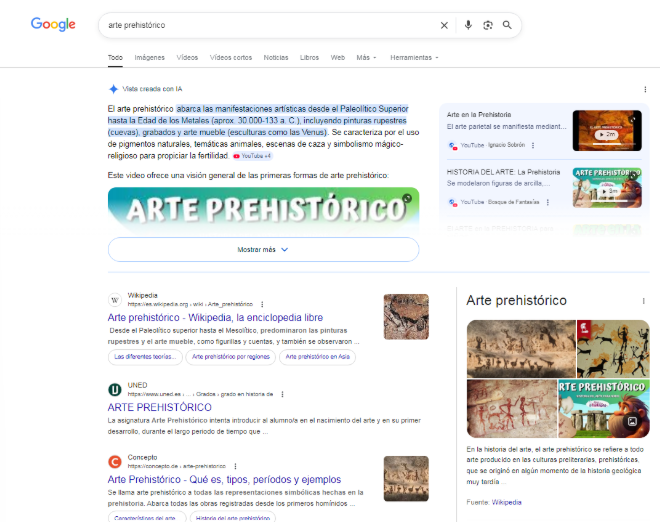 Google
arte prehistórico
Todo Imágenes Vídeos Vídeos cortos Noticias Libros Web Más Herramientas
Vista creada con IA
El arte prehistórico abarca las manifestaciones artísticas desde el Paleolítico Superior
hasta la Edad de los Metales (aprox. 30.000-133 a. C.), incluyendo pinturas rupestres
(cuevas), grabados y arte mueble (esculturas como las Venus). Se caracteriza por el uso
de pigmentos naturales, temáticas animales, escenas de caza y simbolismo mágico-
religioso para propiciar la fertilidad. YouTube +4
Este video ofrece una visión general de las primeras formas de arte prehistórico:
ARTE PREHISTÓRICO
Mostrar más
Arte en la Prehistoria
El arte parietal se manifiesta mediant...
YouTube · Ignacio Sobrón
2m
HISTORIA DEL ARTE: La Prehistoria
Se modelaron figuras de arcilla,...
YouTube · Bosque de Fantasías
ARTE PREHISTÓRICO
Wikipedia
https://es.wikipedia.org › wiki › Arte_prehistórico
Arte prehistórico - Wikipedia, la enciclopedia libre
Desde el Paleolítico superior hasta el Mesolítico, predominaron las pinturas
rupestres y el arte mueble, como figurillas y cuentas, y también se observaron ...
Las diferentes teorías... Arte prehistórico por regiones Arte prehistórico en Asia
UNED
https://www.uned.es › ... › Grados › grado en historia de
ARTE PREHISTÓRICO
La asignatura Arte Prehistórico intenta introducir al alumno/a en el nacimiento del arte y en su primer
desarrollo, durante el largo periodo de tiempo que ...
Concepto
https://concepto.de › arte-prehistorico
Arte Prehistórico - Qué es, tipos, períodos y ejemplos
Se llama arte prehistórico a todas las representaciones simbólicas hechas en la
prehistoria. Abarca todas las obras registradas desde los primeros homínidos ...
Características del arte... Historia del arte prehistórico
Arte prehistórico
ARTE PREHISTÓRICO
En la historia del arte, el arte prehistórico se refiere a todo
arte producido en las culturas preliterarias, prehistóricas,
que se originó en algún momento de la historia geológica
muy tardía ...
Fuente: Wikipedia